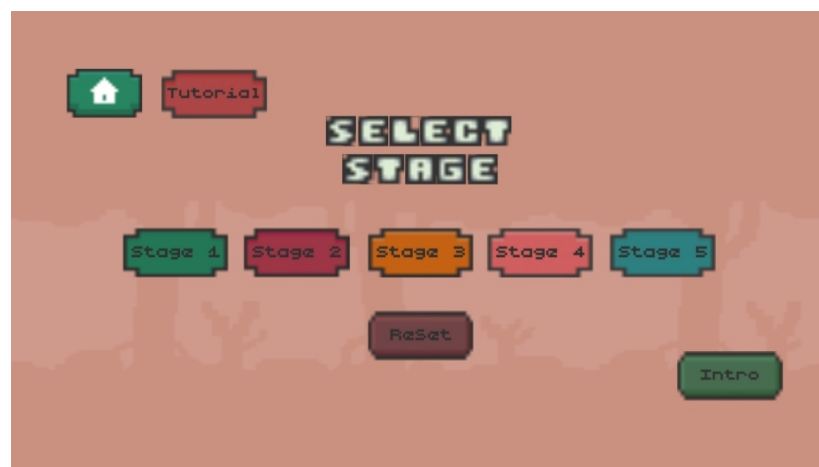 Tutorial
SELECT
STAGE
Stage 1 Stage 2 Stage 3 Stage 4 Stage 5
ReSet
Intro